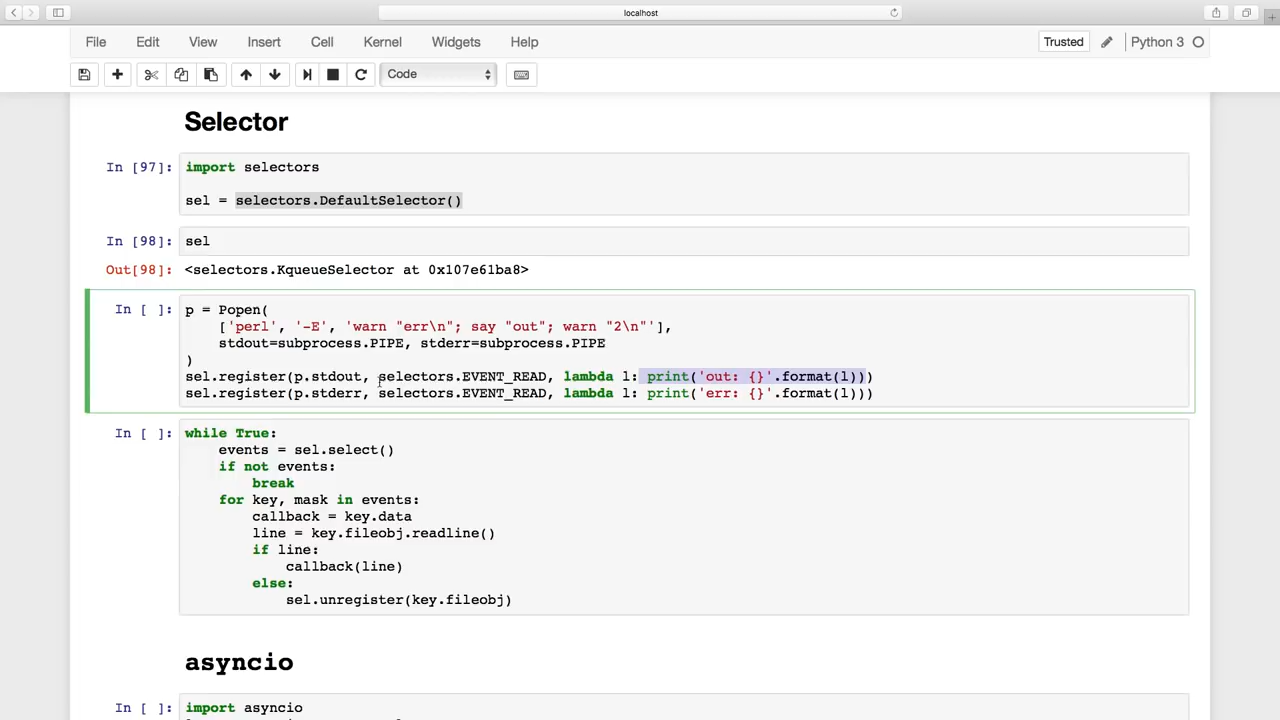 localhost
File Edit View Insert Cell Kernel Widgets Help Trusted Python 3
Code
Selector
In [97]: import selectors
sel = selectors.DefaultSelector()
In [98]: sel
Out[98]: <selectors.KqueueSelector at 0x107e61ba8>
In [ ]: p = Popen(
['perl', '-E', 'warn "err\n"; say "out"; warn "2\n"'],
stdout=subprocess.PIPE, stderr=subprocess.PIPE
)
sel.register(p.stdout, selectors.EVENT_READ, lambda l: print('out: {}'.format(l)))
sel.register(p.stderr, selectors.EVENT_READ, lambda l: print('err: {}'.format(l)))
In [ ]: while True:
events = sel.select()
if not events:
break
for key, mask in events:
callback = key.data
line = key.fileobj.readline()
if line:
callback(line)
else:
sel.unregister(key.fileobj)
asyncio
In [ ]: import asyncio